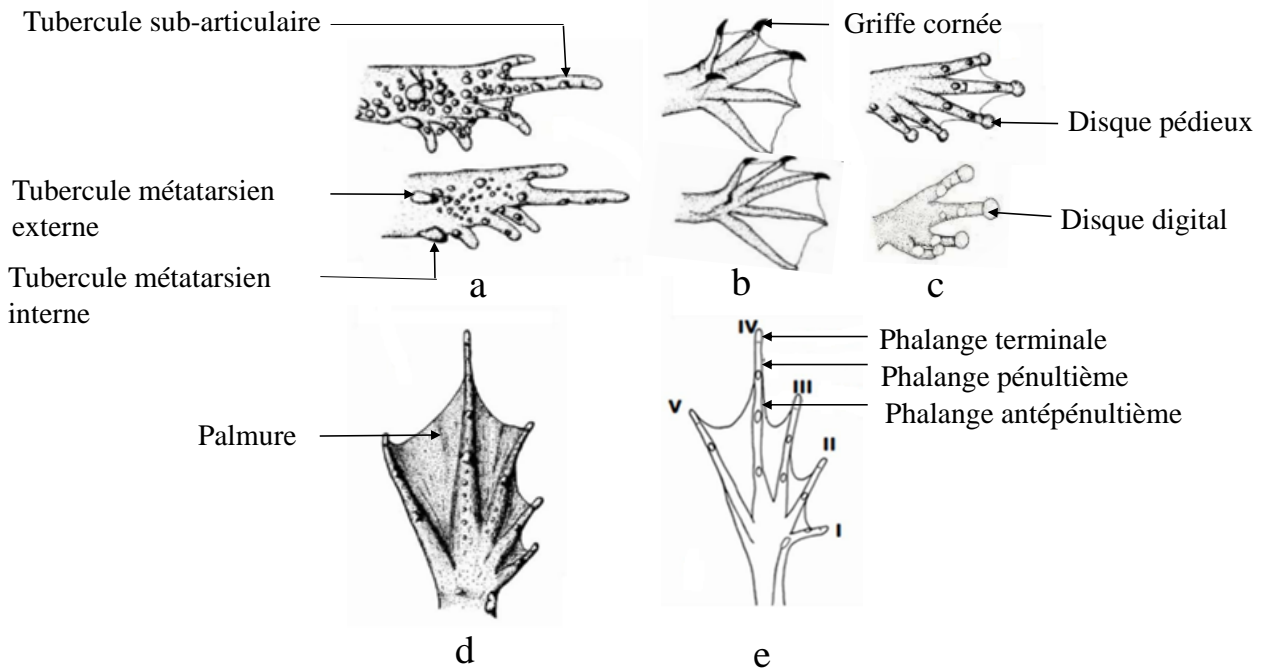 Tubercule sub-articulaire
Griffe cornée
Disque pédieux
Tubercule métatarsien
externe
Disque digital
Tubercule métatarsien
interne
a
b
c
IV
Phalange terminale
Phalange pénultième
III
V
Phalange antépénultième
Palmure
II
I
d
e